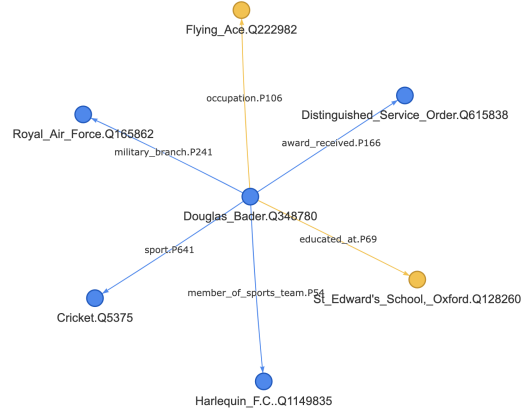 Flying_Ace.Q222982
occupation.P106
Distinguished_Service_Order.Q615838
Royal_Air_Force.Q165862
award_received.P166
military_branch.P241
Douglas_Bader.Q348780
educated_at.P69
sport.P641
member_of_sports_team.P54
St_Edward's_School,_Oxford.Q128260
Cricket.Q5375
Harlequin_F.C..Q1149835